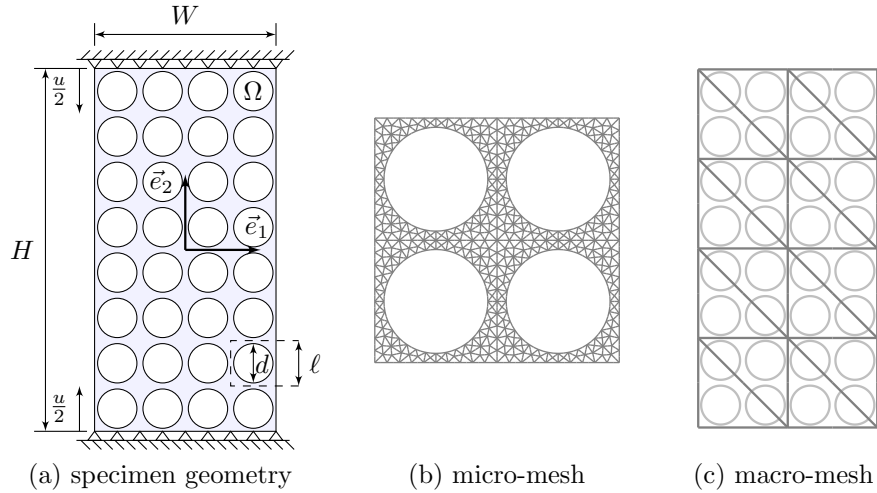 W
u/2
Ω
e⃗₂
e⃗₁
H
d
ℓ
u/2
(a) specimen geometry
(b) micro-mesh
(c) macro-mesh